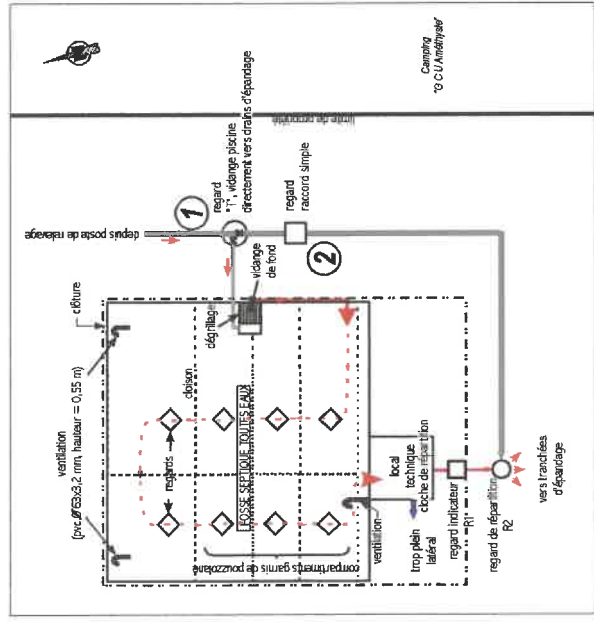 ventilation
(pvc Ø 63x3,2 mm, hauteur = 0,55 m)
clôture
depuis poste de relevage
1
regard
"T", vidange piscine
directement vers drains d'épandage
dégrillage
vidange
de fond
2
regard
raccord simple
limite de propriété
Camping
"G C U Améthyste"
cloison
regards
FOSSE SEPTIQUE TOUTES EAUX
compartiments garnis de pouzzolane
ventilation
local
technique
cloche de répartition
trop plein
latéral
regard indicateur
R1
regard de répartition
R2
vers tranchées
d'épandage